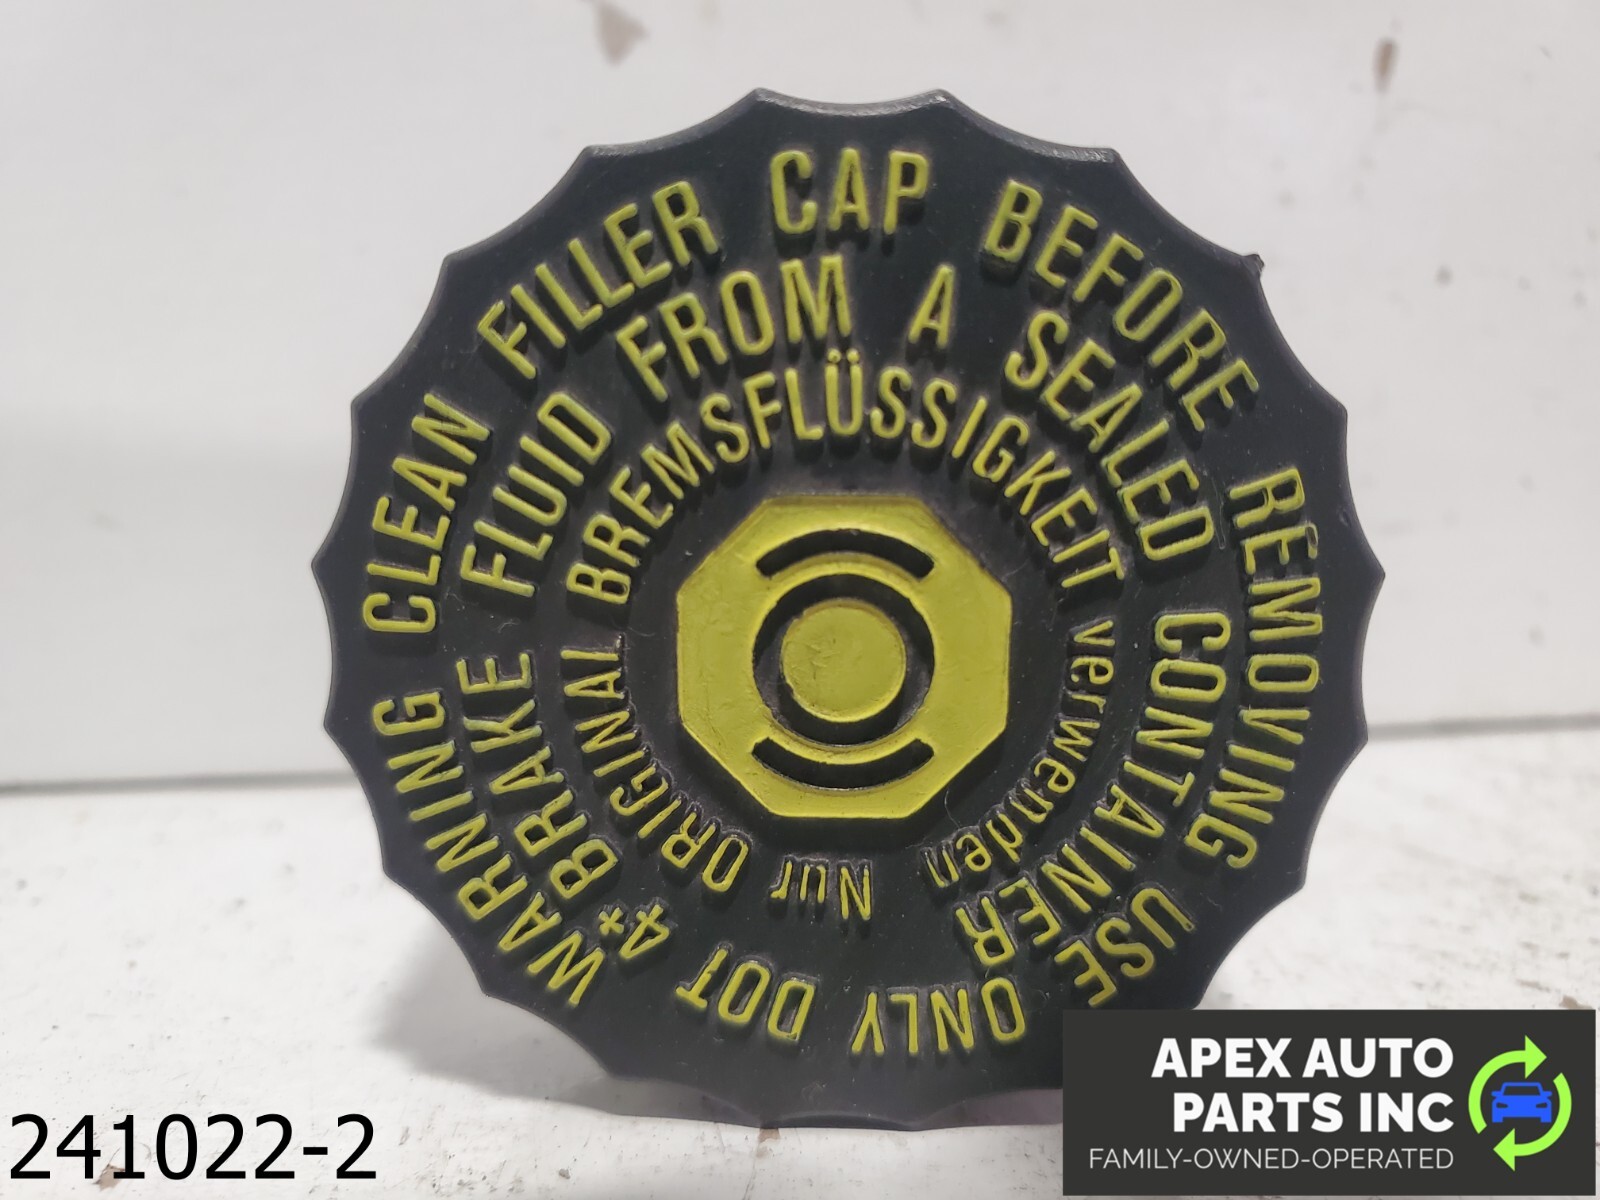 WARNING CLEAN FILLER CAP BEFORE REMOVING USE
ONLY DOT 4* BRAKE FLUID FROM A SEALED CONTAINER
Nur ORIGINAL BREMSFLÜSSIGKEIT verwenden
APEX AUTO
PARTS INC
FAMILY-OWNED-OPERATED
241022-2